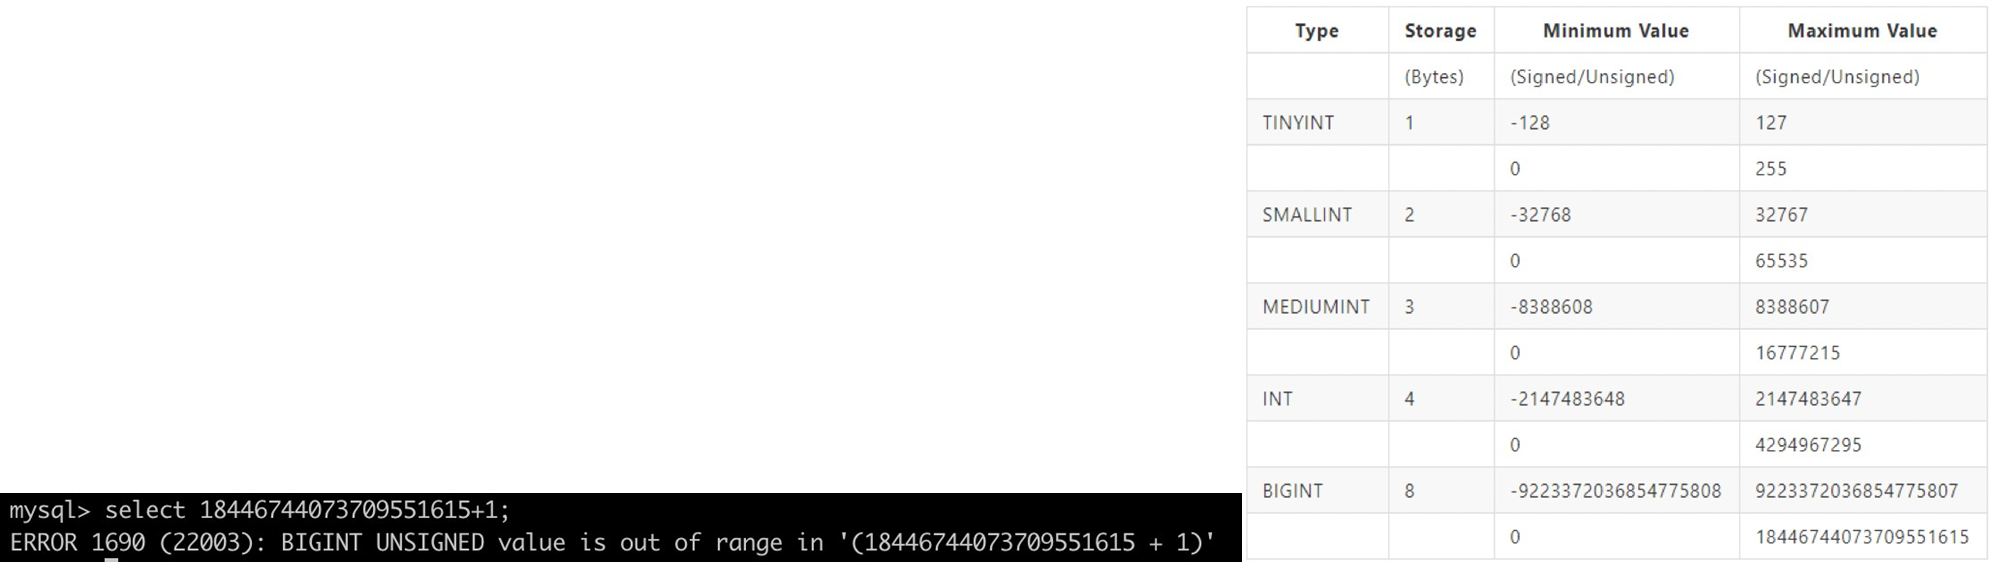 mysql> select 18446744073709551615+1;
ERROR 1690 (22003): BIGINT UNSIGNED value is out of range in '(18446744073709551615 + 1)'
Type Storage Minimum Value Maximum Value
(Bytes) (Signed/Unsigned) (Signed/Unsigned)
TINYINT 1 -128 127
0 255
SMALLINT 2 -32768 32767
0 65535
MEDIUMINT 3 -8388608 8388607
0 16777215
INT 4 -2147483648 2147483647
0 4294967295
BIGINT 8 -9223372036854775808 9223372036854775807
0 18446744073709551615